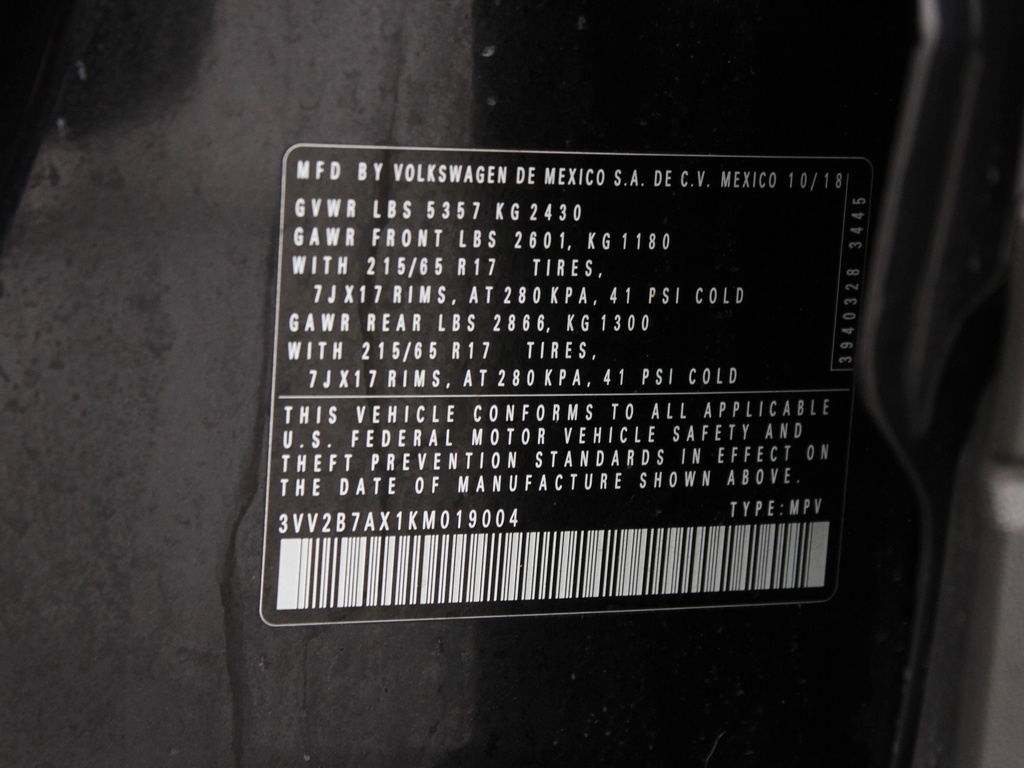 MFD BY VOLKSWAGEN DE MEXICO S.A. DE C.V. MEXICO 10/18
GVWR LBS 5357 KG 2430
GAWR FRONT LBS 2601, KG 1180
WITH 215/65 R17 TIRES,
7JX17 RIMS, AT 280 KPA, 41 PSI COLD
GAWR REAR LBS 2866, KG 1300
WITH 215/65 R17 TIRES,
7JX17 RIMS, AT 280 KPA, 41 PSI COLD
3940328 3445
THIS VEHICLE CONFORMS TO ALL APPLICABLE
U.S. FEDERAL MOTOR VEHICLE SAFETY AND
THEFT PREVENTION STANDARDS IN EFFECT ON
THE DATE OF MANUFACTURE SHOWN ABOVE.
3VV2B7AX1KM019004 TYPE: MPV